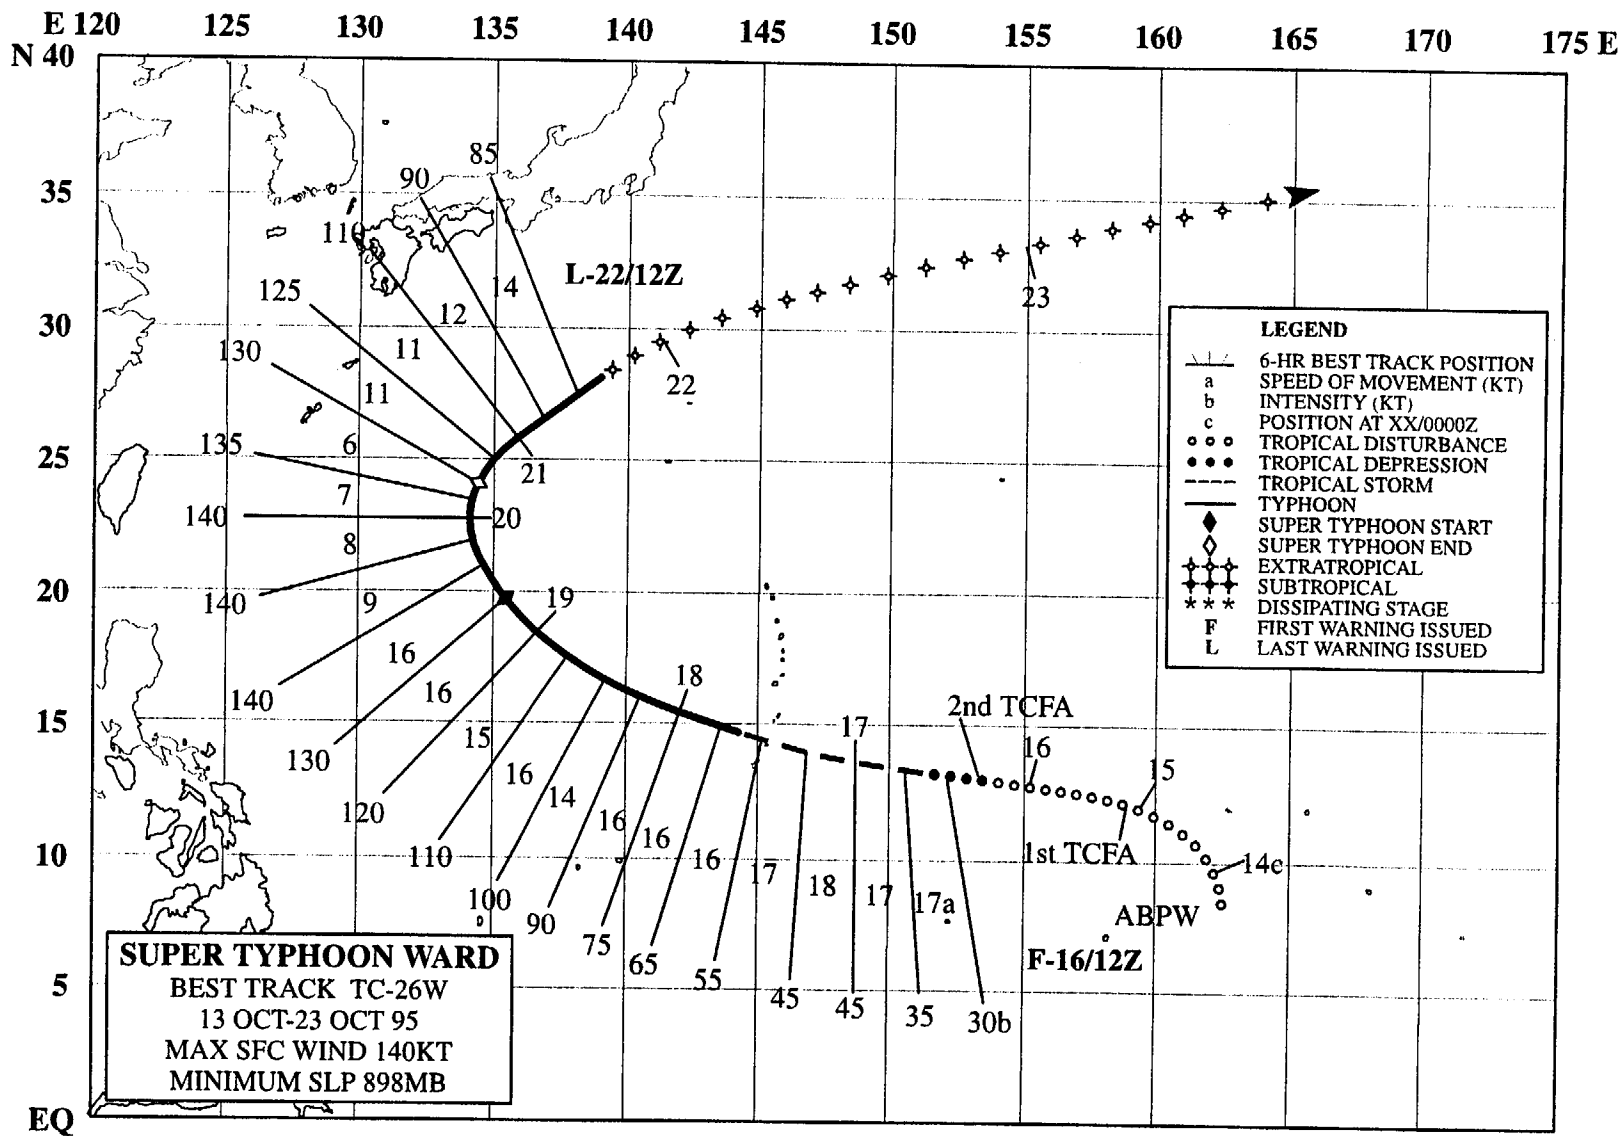 E 120 125 130 135 140 145 150 155 160 165 170 175 E
N 40
35
30
25
20
15
10
5
EQ
85
90
110
125
130
135
140
140
140
130
120
110
100
90
75
65
55
45
45
35
30b
14
12
11
11
6
7
8
9
16
16
15
16
14
16
16
16
17
18
17
17a
L-22/12Z
22
23
21
20
19
18
17
2nd TCFA
16
15
1st TCFA
14c
ABPW
F-16/12Z
LEGEND
6-HR BEST TRACK POSITION
a SPEED OF MOVEMENT (KT)
b INTENSITY (KT)
c POSITION AT XX/0000Z
TROPICAL DISTURBANCE
TROPICAL DEPRESSION
TROPICAL STORM
TYPHOON
SUPER TYPHOON START
SUPER TYPHOON END
EXTRATROPICAL
SUBTROPICAL
* * * DISSIPATING STAGE
F FIRST WARNING ISSUED
L LAST WARNING ISSUED
SUPER TYPHOON WARD
BEST TRACK TC-26W
13 OCT-23 OCT 95
MAX SFC WIND 140KT
MINIMUM SLP 898MB